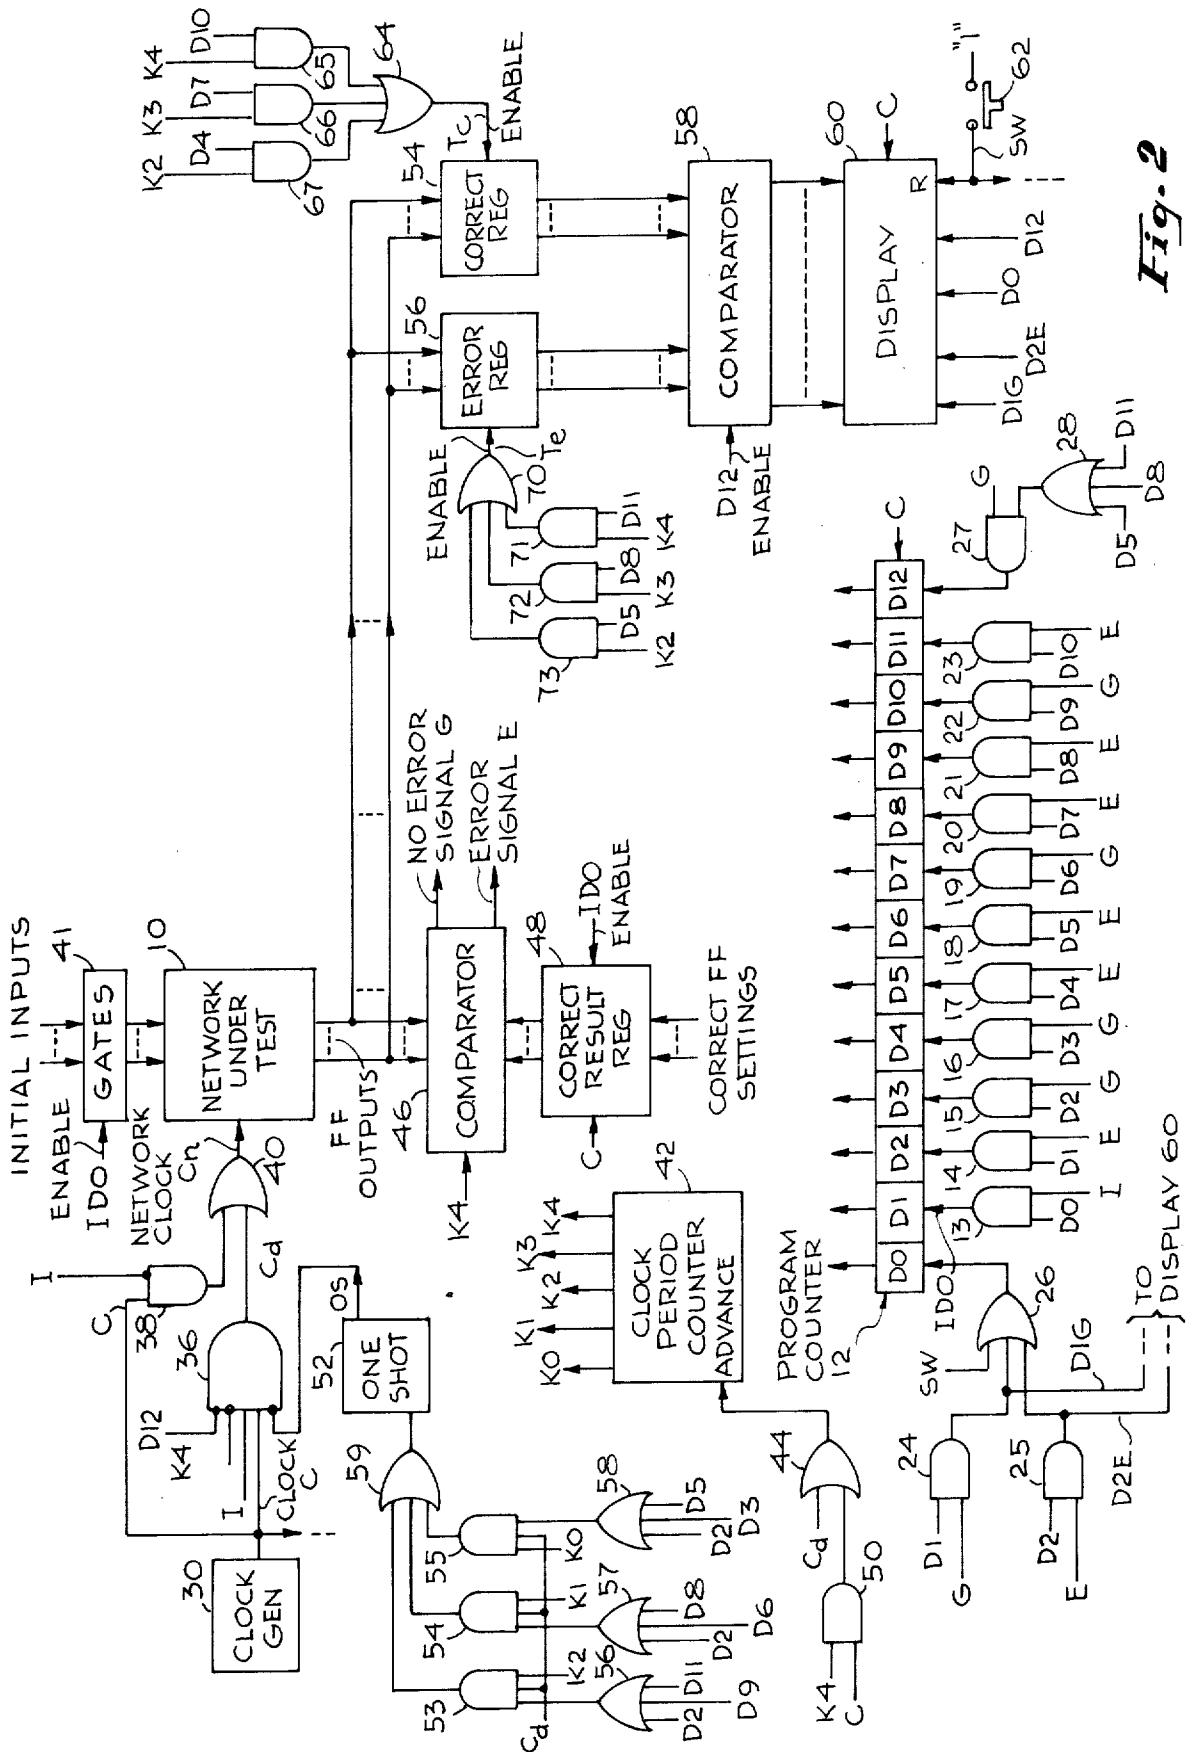 INITIAL INPUTS
ENABLE
IDO
GATES
41
NETWORK
CLOCK
Cn
NETWORK
UNDER
TEST
10
40
I
C
38
Cd
D12
K4
36
I
CLOCK
C
30
CLOCK
GEN
FF
OUTPUTS
OS
52
ONE
SHOT
59
53
54
55
K2
K1
K0
Cd
56
57
58
D2
D11
D9
D2
D8
D6
D2
D5
D3
46
COMPARATOR
K4
NO ERROR
SIGNAL G
ERROR
SIGNAL E
48
CORRECT
RESULT
REG
IDO
ENABLE
C
CORRECT FF
SETTINGS
K0
K1
K2
K3
K4
42
CLOCK
PERIOD
COUNTER
ADVANCE
44
Cd
50
K4
C
K4
D10
65
K3
D7
66
K2
D4
67
64
Tc
ENABLE
54
CORRECT
REG
56
ERROR
REG
ENABLE
Te
70
71
D11
K4
72
D8
K3
73
D5
K2
58
COMPARATOR
D12
ENABLE
60
DISPLAY
C
R
"1"
62
SW
D12
DO
D2E
D1G
PROGRAM
COUNTER
12
D0
D1
D2
D3
D4
D5
D6
D7
D8
D9
D10
D11
D12
C
IDO
13
DO
I
14
D1
E
15
D2
G
16
D3
G
17
D4
E
18
D5
E
19
D6
G
20
D7
E
21
D8
E
22
D9
G
23
D10
E
27
G
28
D5
D8
D11
26
SW
24
D1
G
25
D2
E
D1G
D2E
TO
DISPLAY 60
Fig. 2